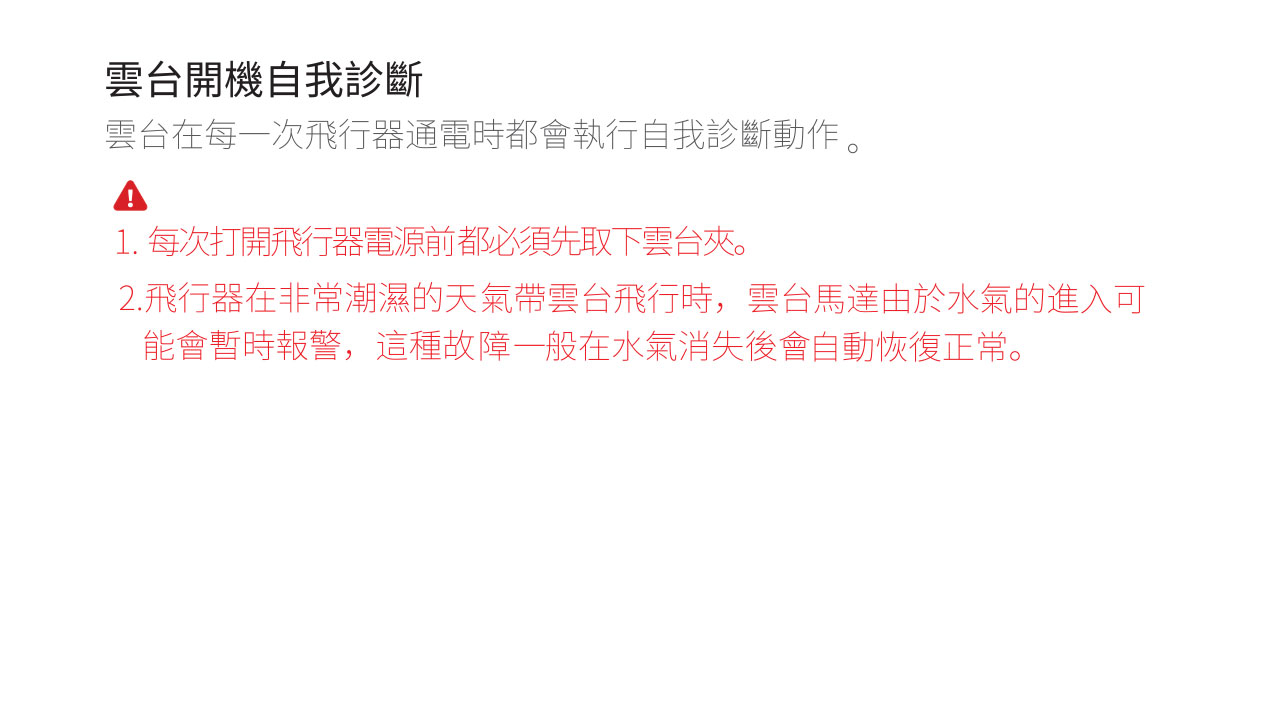 雲台開機自我診斷
雲台在每一次飛行器通電時都會執行自我診斷動作。
1. 每次打開飛行器電源前都必須先取下雲台夾。
2.飛行器在非常潮濕的天氣帶雲台飛行時，雲台馬達由於水氣的進入可
能會暫時報警，這種故障一般在水氣消失後會自動恢復正常。